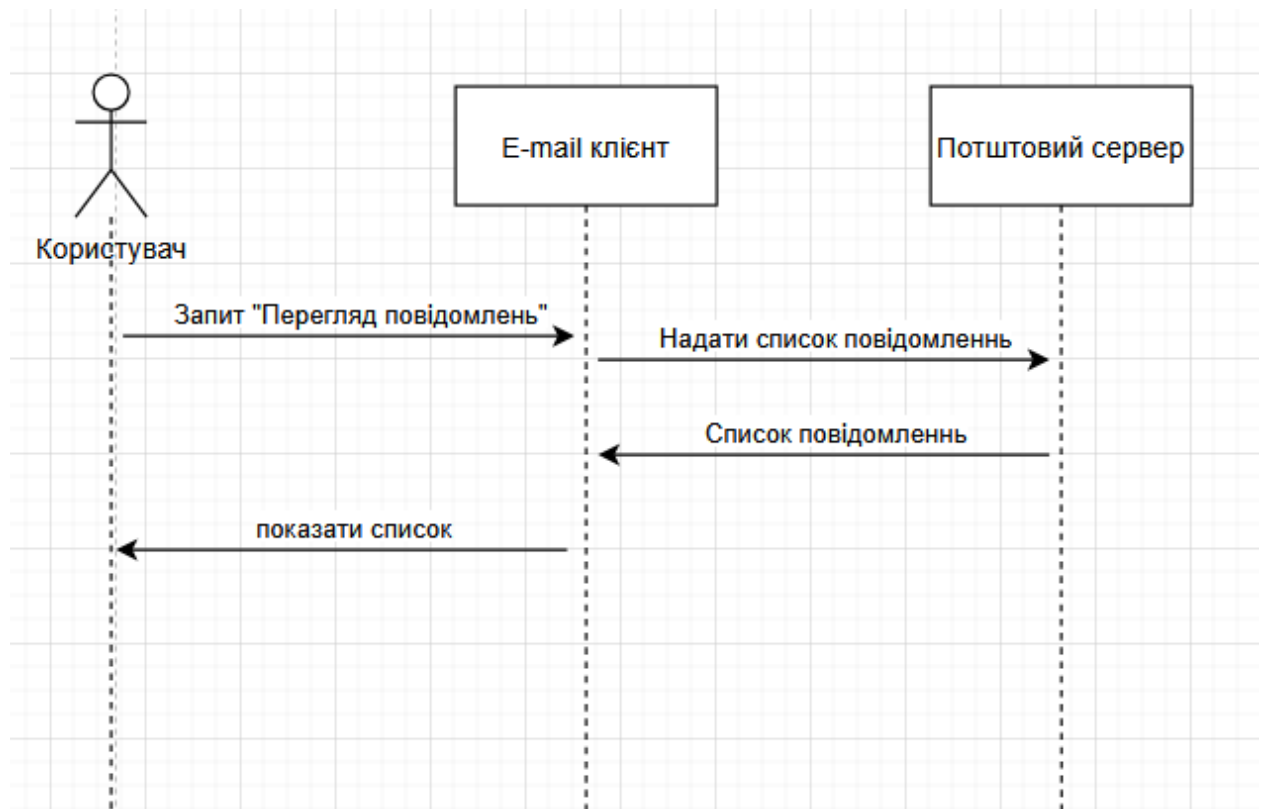 E-mail клієнт
Потштовий сервер
Користувач
Запит "Перегляд повідомлень"
Надати список повідомленнь
Список повідомленнь
показати список